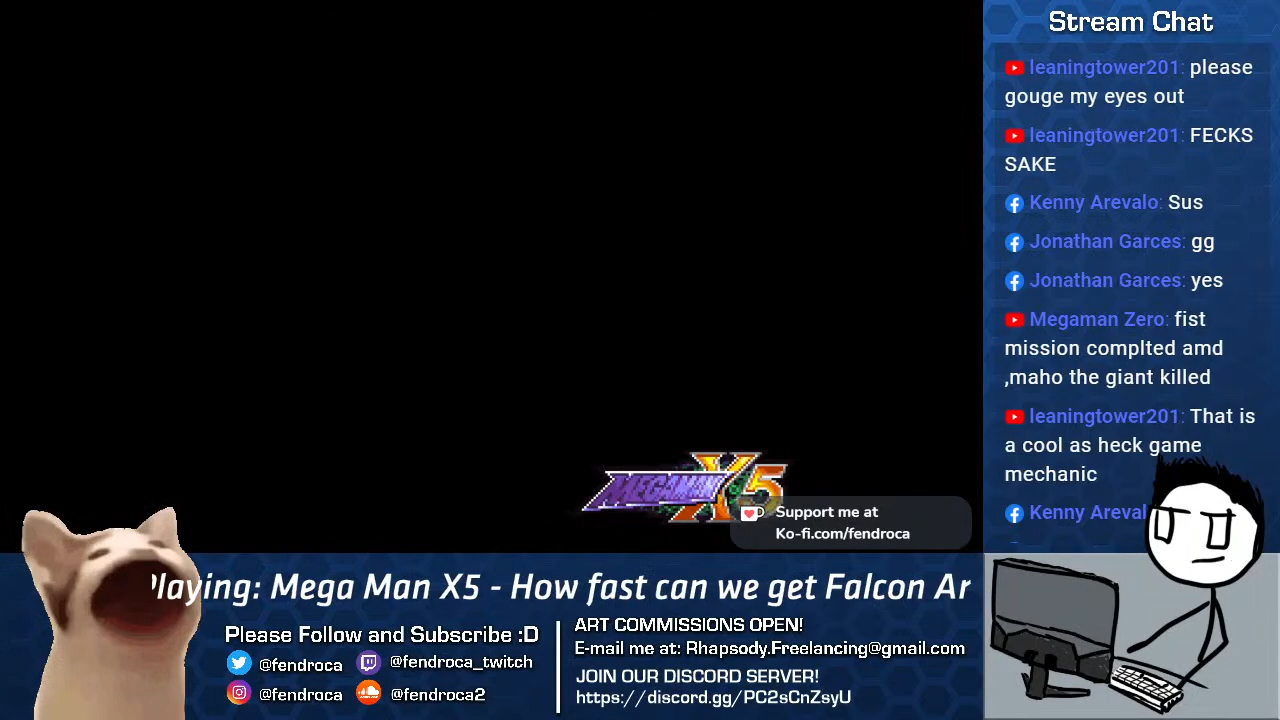 Stream Chat
leaningtower201: please
gouge my eyes out
leaningtower201: FECKS
SAKE
Kenny Arevalo: Sus
Jonathan Garces: gg
Jonathan Garces: yes
Megaman Zero: fist
mission complted amd
,maho the giant killed
leaningtower201: That is
a cool as heck game
mechanic
Kenny Areval
MEGAMAN X5
Support me at
Ko-fi.com/fendroca
laying: Mega Man X5 - How fast can we get Falcon Ar
Please Follow and Subscribe :D
@fendroca
@fendroca_twitch
@fendroca
@fendroca2
ART COMMISSIONS OPEN!
E-mail me at: Rhapsody.Freelancing@gmail.com
JOIN OUR DISCORD SERVER!
https://discord.gg/PC2sCnZsyU